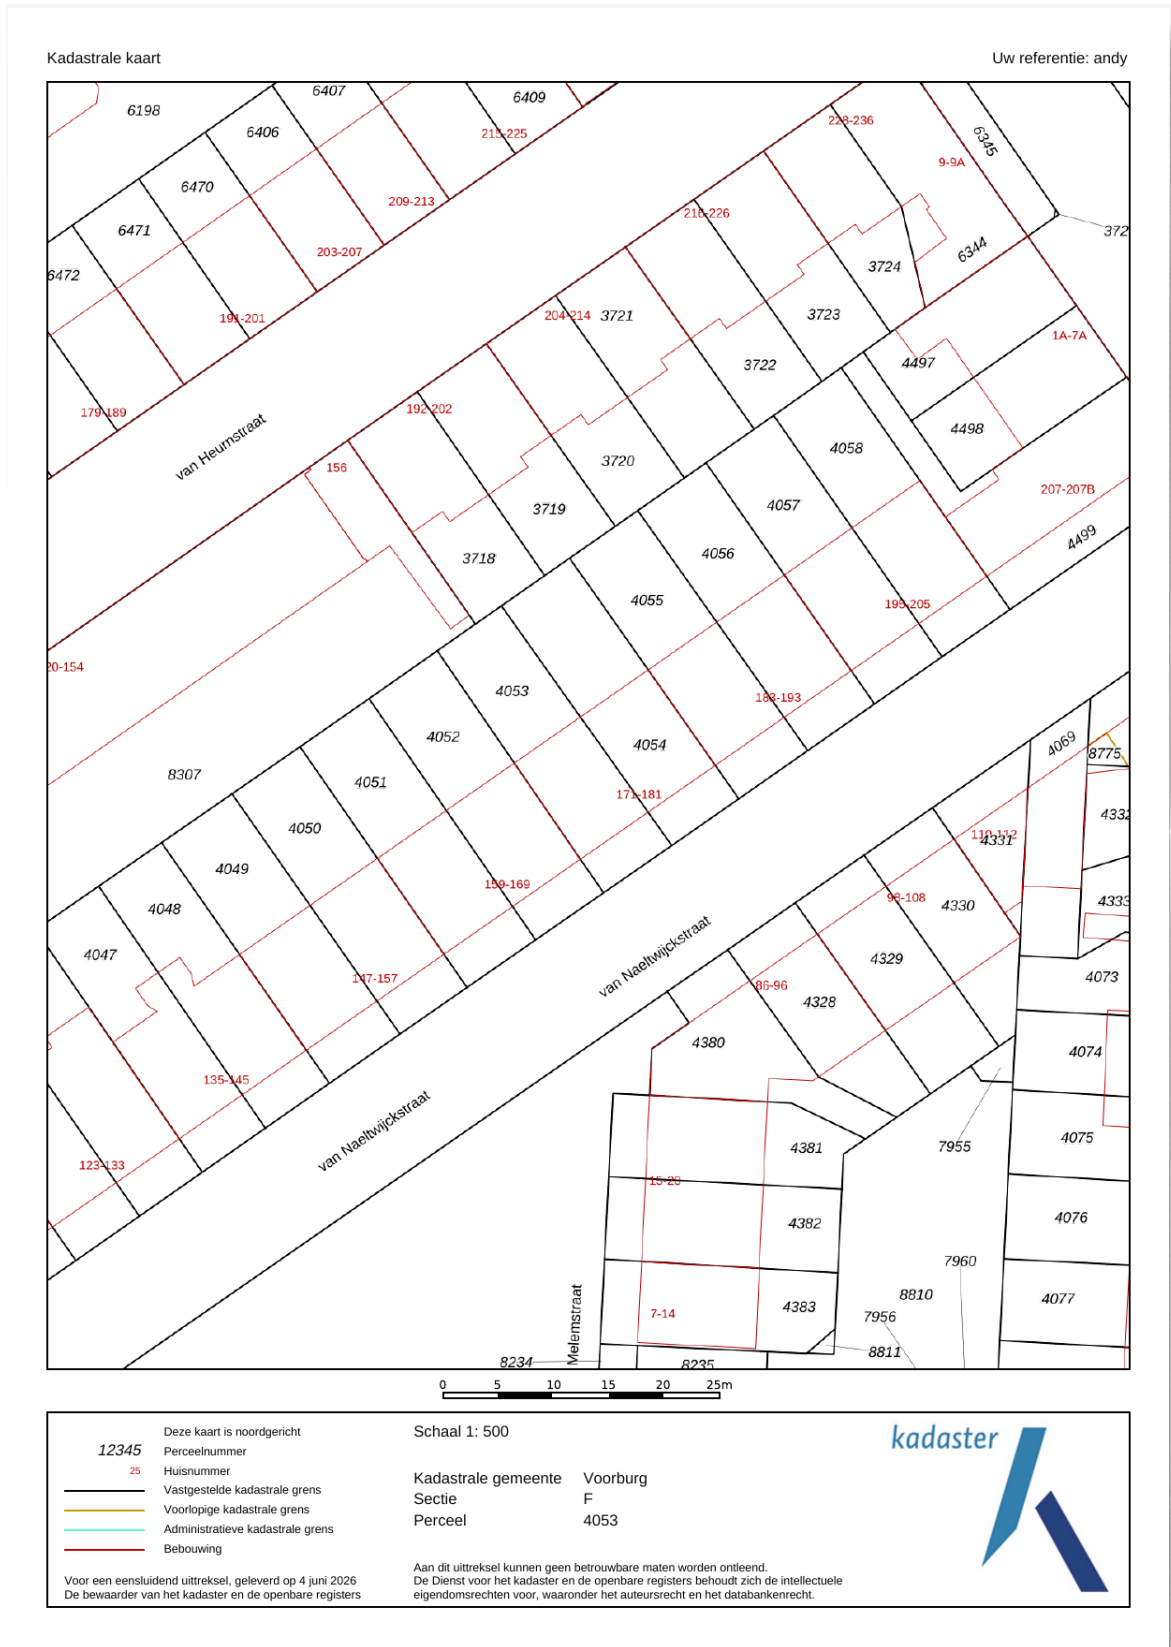 Kadastrale kaart
Uw referentie: andy
6198
6407
6409
6406
215-225
228-236
6345
9-9A
6470
209-213
216-226
6471
203-207
6344
372
6472
3724
191-201
204-214
3721
3723
1A-7A
3722
4497
179-189
192-202
van Heurnstraat
4498
4058
156
3720
207-207B
3719
4057
4499
3718
4056
4055
195-205
20-154
4053
183-193
4052
4054
4069
8775
8307
4051
171-181
4050
4332
110-112
4331
4049
159-169
98-108
4048
4330
4333
4047
van Naeltwijckstraat
4329
147-157
86-96
4328
4073
4380
4074
135-145
van Naeltwijckstraat
4075
4381
7955
123-133
15-20
4382
4076
7960
8810
4383
4077
7-14
7956
Melemstraat
8811
8234
8235
0 5 10 15 20 25m
Deze kaart is noordgericht
12345 Perceelnummer
25 Huisnummer
Vastgestelde kadastrale grens
Voorlopige kadastrale grens
Administratieve kadastrale grens
Bebouwing
Voor een eensluidend uittreksel, geleverd op 4 juni 2026
De bewaarder van het kadaster en de openbare registers
Schaal 1: 500
Kadastrale gemeente Voorburg
Sectie F
Perceel 4053
Aan dit uittreksel kunnen geen betrouwbare maten worden ontleend.
De Dienst voor het kadaster en de openbare registers behoudt zich de intellectuele
eigendomsrechten voor, waaronder het auteursrecht en het databankenrecht.
kadaster